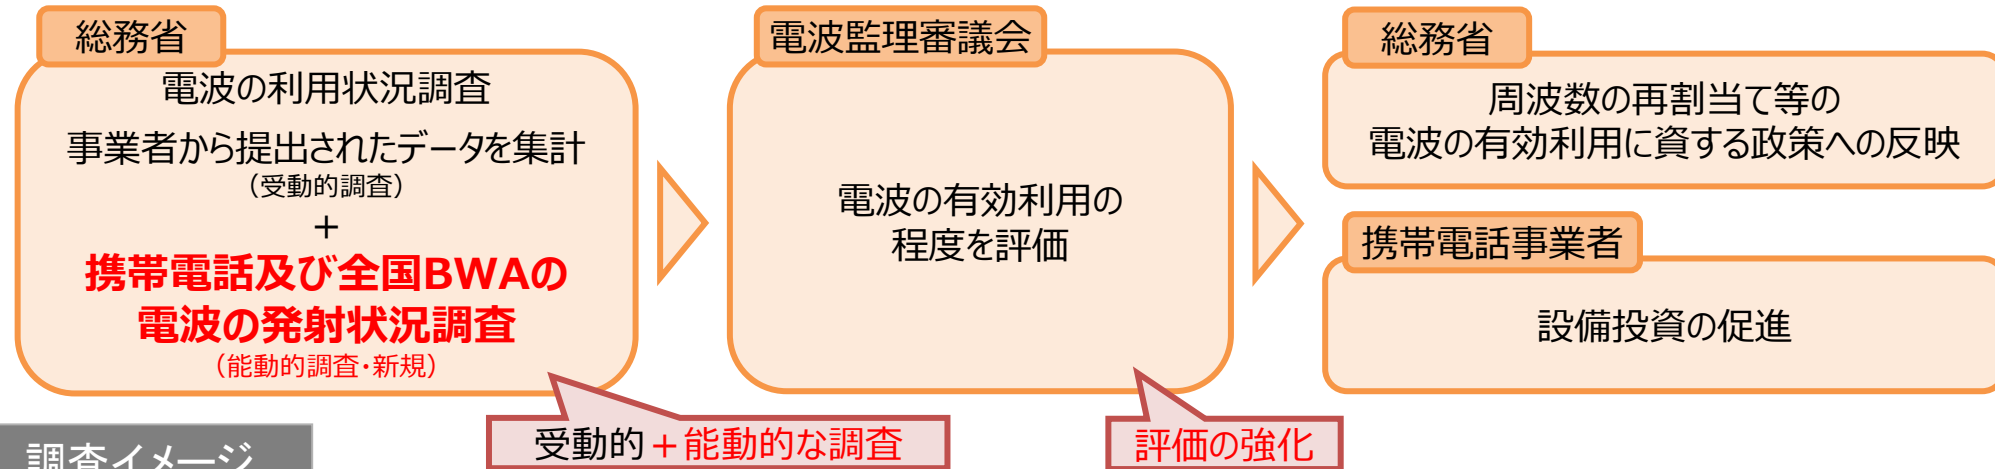 総務省
電波の利用状況調査
事業者から提出されたデータを集計
（受動的調査）
+
携帯電話及び全国BWAの
電波の発射状況調査
（能動的調査・新規）
受動的+能動的な調査
電波監理審議会
電波の有効利用の
程度を評価
評価の強化
総務省
周波数の再割当て等の
電波の有効利用に資する政策への反映
携帯電話事業者
設備投資の促進
調査イメージ